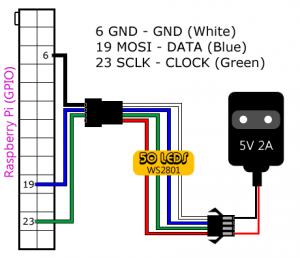 6 GND - GND (White)
19 MOSI - DATA (Blue)
23 SCLK - CLOCK (Green)
Raspberry Pi (GPIO)
6
19
23
50 LEDS
WS2801
5V 2A